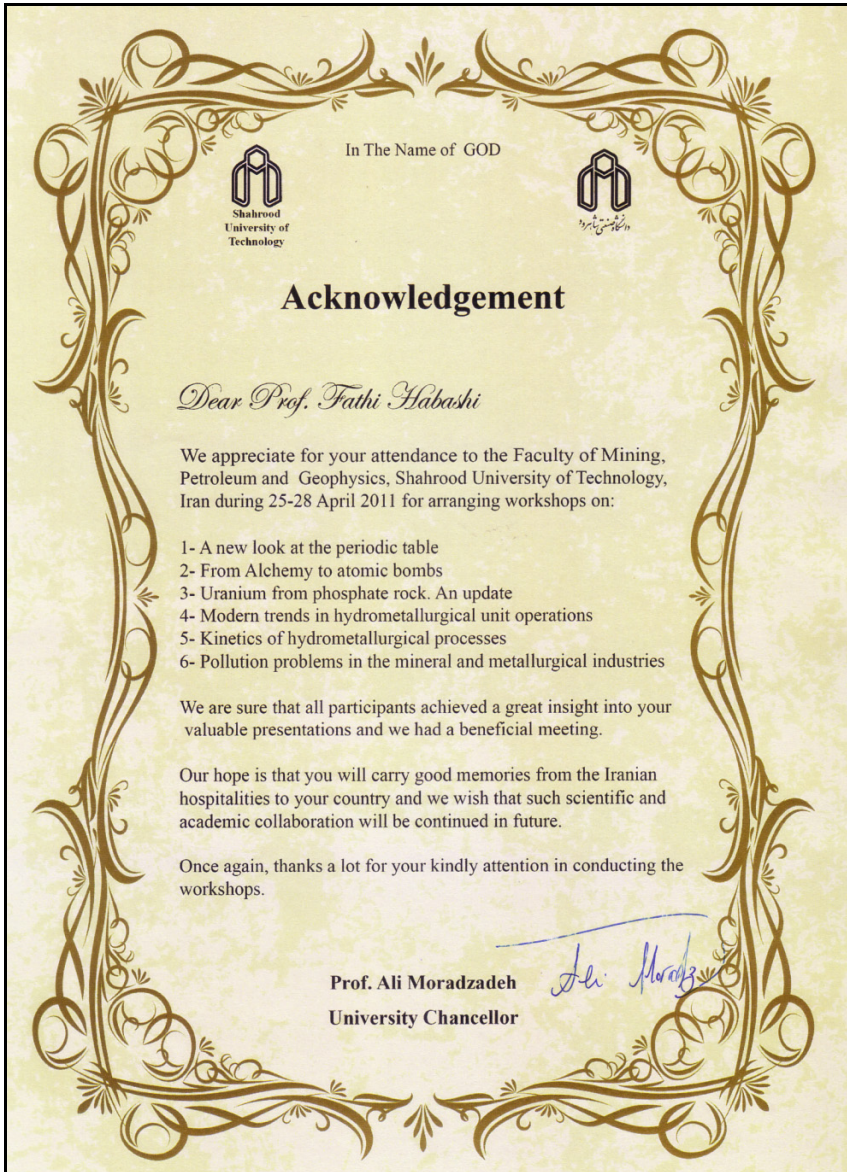 In The Name of GOD
Shahrood
University of
Technology
دانشگاه صنعتی شاهرود
Acknowledgement
Dear Prof. Fathi Habashi
We appreciate for your attendance to the Faculty of Mining,
Petroleum and Geophysics, Shahrood University of Technology,
Iran during 25-28 April 2011 for arranging workshops on:
1- A new look at the periodic table
2- From Alchemy to atomic bombs
3- Uranium from phosphate rock. An update
4- Modern trends in hydrometallurgical unit operations
5- Kinetics of hydrometallurgical processes
6- Pollution problems in the mineral and metallurgical industries
We are sure that all participants achieved a great insight into your
valuable presentations and we had a beneficial meeting.
Our hope is that you will carry good memories from the Iranian
hospitalities to your country and we wish that such scientific and
academic collaboration will be continued in future.
Once again, thanks a lot for your kindly attention in conducting the
workshops.
Prof. Ali Moradzadeh
University Chancellor